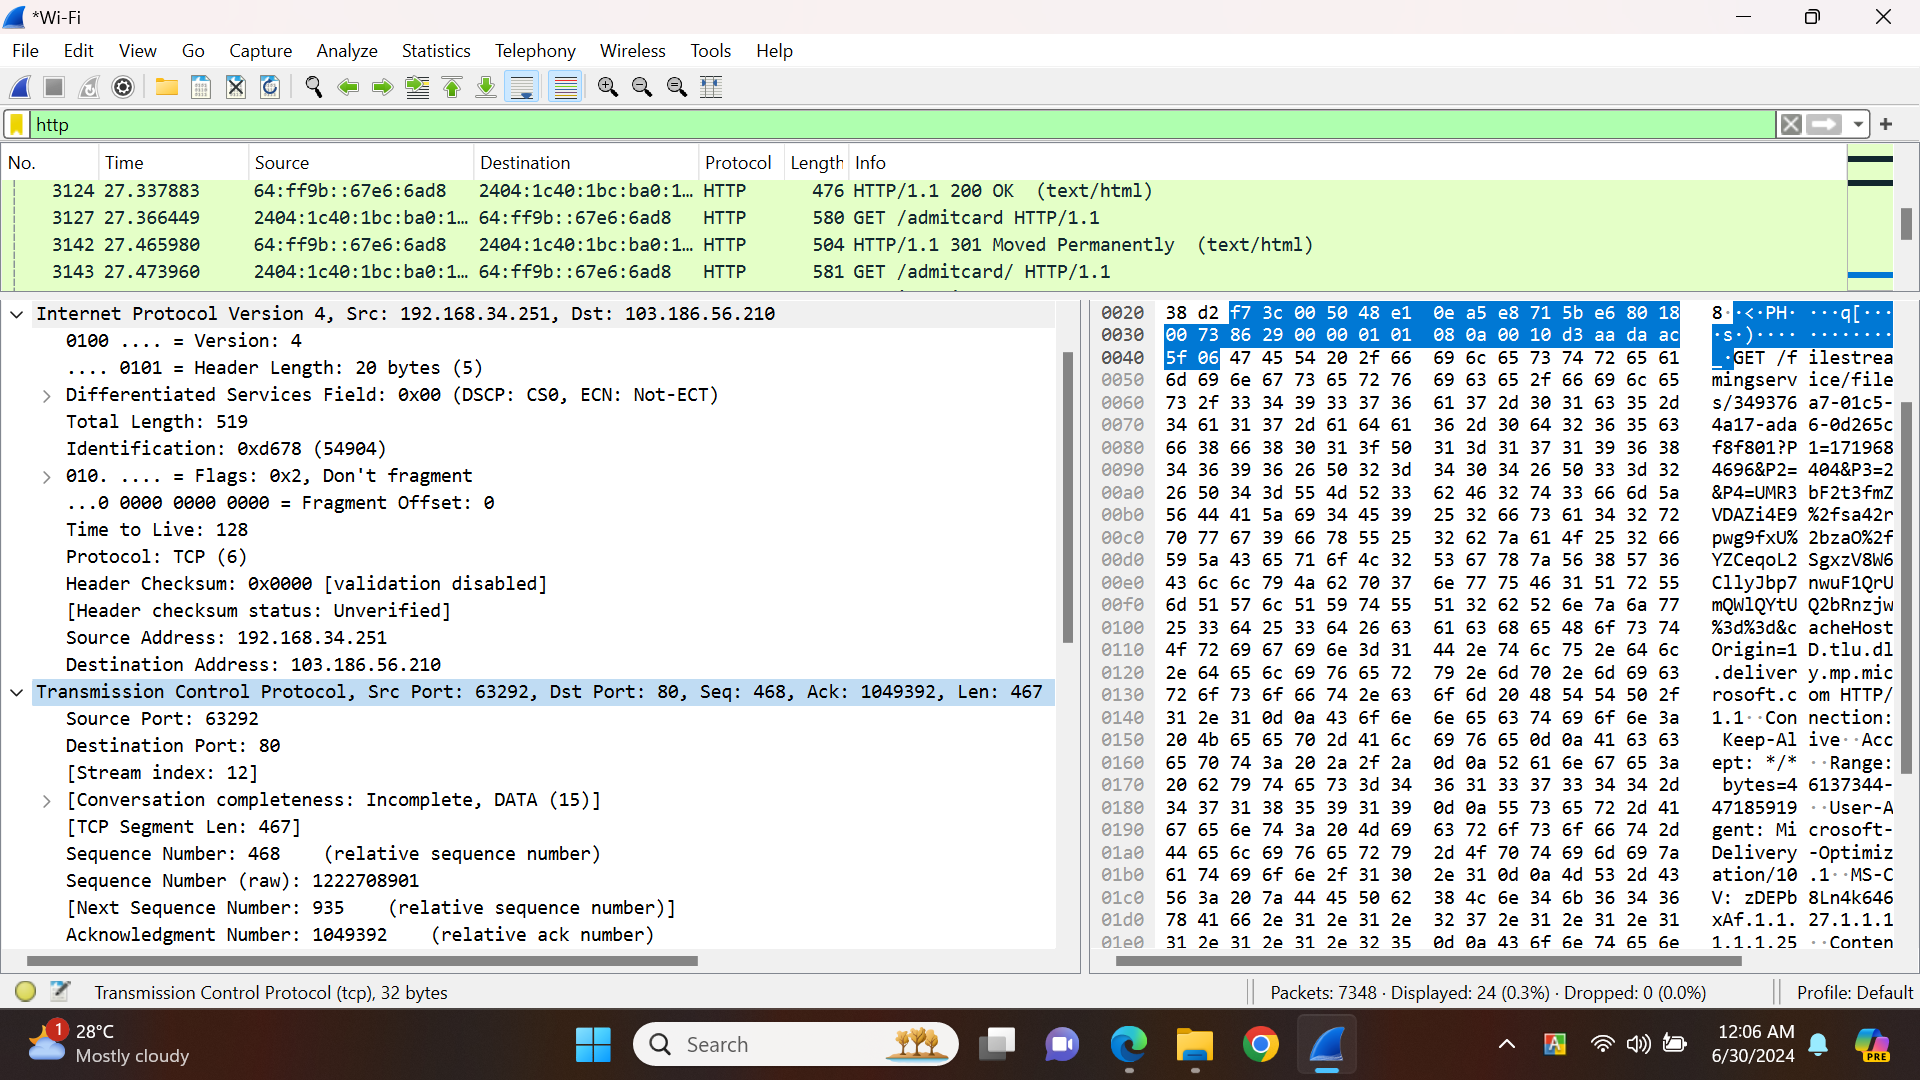 *Wi-Fi
File Edit View Go Capture Analyze Statistics Telephony Wireless Tools Help
http
No. Time Source Destination Protocol Length Info
3124 27.337883 64:ff9b::67e6:6ad8 2404:1c40:1bc:ba0:1… HTTP 476 HTTP/1.1 200 OK (text/html)
3127 27.366449 2404:1c40:1bc:ba0:1… 64:ff9b::67e6:6ad8 HTTP 580 GET /admitcard HTTP/1.1
3142 27.465980 64:ff9b::67e6:6ad8 2404:1c40:1bc:ba0:1… HTTP 504 HTTP/1.1 301 Moved Permanently (text/html)
3143 27.473960 2404:1c40:1bc:ba0:1… 64:ff9b::67e6:6ad8 HTTP 581 GET /admitcard/ HTTP/1.1
Internet Protocol Version 4, Src: 192.168.34.251, Dst: 103.186.56.210
0100 .... = Version: 4
.... 0101 = Header Length: 20 bytes (5)
Differentiated Services Field: 0x00 (DSCP: CS0, ECN: Not-ECT)
Total Length: 519
Identification: 0xd678 (54904)
010. .... = Flags: 0x2, Don't fragment
...0 0000 0000 0000 = Fragment Offset: 0
Time to Live: 128
Protocol: TCP (6)
Header Checksum: 0x0000 [validation disabled]
[Header checksum status: Unverified]
Source Address: 192.168.34.251
Destination Address: 103.186.56.210
Transmission Control Protocol, Src Port: 63292, Dst Port: 80, Seq: 468, Ack: 1049392, Len: 467
Source Port: 63292
Destination Port: 80
[Stream index: 12]
[Conversation completeness: Incomplete, DATA (15)]
[TCP Segment Len: 467]
Sequence Number: 468 (relative sequence number)
Sequence Number (raw): 1222708901
[Next Sequence Number: 935 (relative sequence number)]
Acknowledgment Number: 1049392 (relative ack number)
0020 38 d2 f7 3c 00 50 48 e1 0e a5 e8 71 5b e6 80 18 8··<·PH· ···q[···
0030 00 73 86 29 00 00 01 01 08 0a 00 10 d3 aa da ac ·s·)···· ········
0040 5f 06 47 45 54 20 2f 66 69 6c 65 73 74 72 65 61 _·GET /f ilestrea
0050 6d 69 6e 67 73 65 72 76 69 63 65 2f 66 69 6c 65 mingserv ice/file
0060 73 2f 33 34 39 33 37 36 61 37 2d 30 31 63 35 2d s/349376 a7-01c5-
0070 34 61 31 37 2d 61 64 61 36 2d 30 64 32 36 35 63 4a17-ada 6-0d265c
0080 66 38 66 38 30 31 3f 50 31 3d 31 37 31 39 36 38 f8f801?P 1=171968
0090 34 36 39 36 26 50 32 3d 34 30 34 26 50 33 3d 32 4696&P2= 404&P3=2
00a0 26 50 34 3d 55 4d 52 33 62 46 32 74 33 66 6d 5a &P4=UMR3 bF2t3fmZ
00b0 56 44 41 5a 69 34 45 39 25 32 66 73 61 34 32 72 VDAZi4E9 %2fsa42r
00c0 70 77 67 39 66 78 55 25 32 62 7a 61 4f 25 32 66 pwg9fxU% 2bzaO%2f
00d0 59 5a 43 65 71 6f 4c 32 53 67 78 7a 56 38 57 36 YZCeqoL2 SgxzV8W6
00e0 43 6c 6c 79 4a 62 70 37 6e 77 75 46 31 51 72 55 CllyJbp7 nwuF1QrU
00f0 6d 51 57 6c 51 59 74 55 51 32 62 52 6e 7a 6a 77 mQWlQYtU Q2bRnzjw
0100 25 33 64 25 33 64 26 63 61 63 68 65 48 6f 73 74 %3d%3d&c acheHost
0110 4f 72 69 67 69 6e 3d 31 44 2e 74 6c 75 2e 64 6c Origin=1 D.tlu.dl
0120 2e 64 65 6c 69 76 65 72 79 2e 6d 70 2e 6d 69 63 .deliver y.mp.mic
0130 72 6f 73 6f 66 74 2e 63 6f 6d 20 48 54 54 50 2f rosoft.c om HTTP/
0140 31 2e 31 0d 0a 43 6f 6e 6e 65 63 74 69 6f 6e 3a 1.1··Con nection:
0150 20 4b 65 65 70 2d 41 6c 69 76 65 0d 0a 41 63 63 Keep-Al ive··Acc
0160 65 70 74 3a 20 2a 2f 2a 0d 0a 52 61 6e 67 65 3a ept: */* ··Range:
0170 20 62 79 74 65 73 3d 34 36 31 33 37 33 34 34 2d bytes=4 6137344-
0180 34 37 31 38 35 39 31 39 0d 0a 55 73 65 72 2d 41 47185919 ··User-A
0190 67 65 6e 74 3a 20 4d 69 63 72 6f 73 6f 66 74 2d gent: Mi crosoft-
01a0 44 65 6c 69 76 65 72 79 2d 4f 70 74 69 6d 69 7a Delivery -Optimiz
01b0 61 74 69 6f 6e 2f 31 30 2e 31 0d 0a 4d 53 2d 43 ation/10 .1··MS-C
01c0 56 3a 20 7a 44 45 50 62 38 4c 6e 34 6b 36 34 36 V: zDEPb 8Ln4k646
01d0 78 41 66 2e 31 2e 31 2e 32 37 2e 31 2e 31 2e 31 xAf.1.1. 27.1.1.1
01e0 31 2e 31 2e 31 2e 32 35 0d 0a 43 6f 6e 74 65 6e 1.1.1.25 ··Conten
Transmission Control Protocol (tcp), 32 bytes
Packets: 7348 · Displayed: 24 (0.3%) · Dropped: 0 (0.0%)
Profile: Default
1
28°C
Mostly cloudy
Search
A
12:06 AM
6/30/2024
PRE